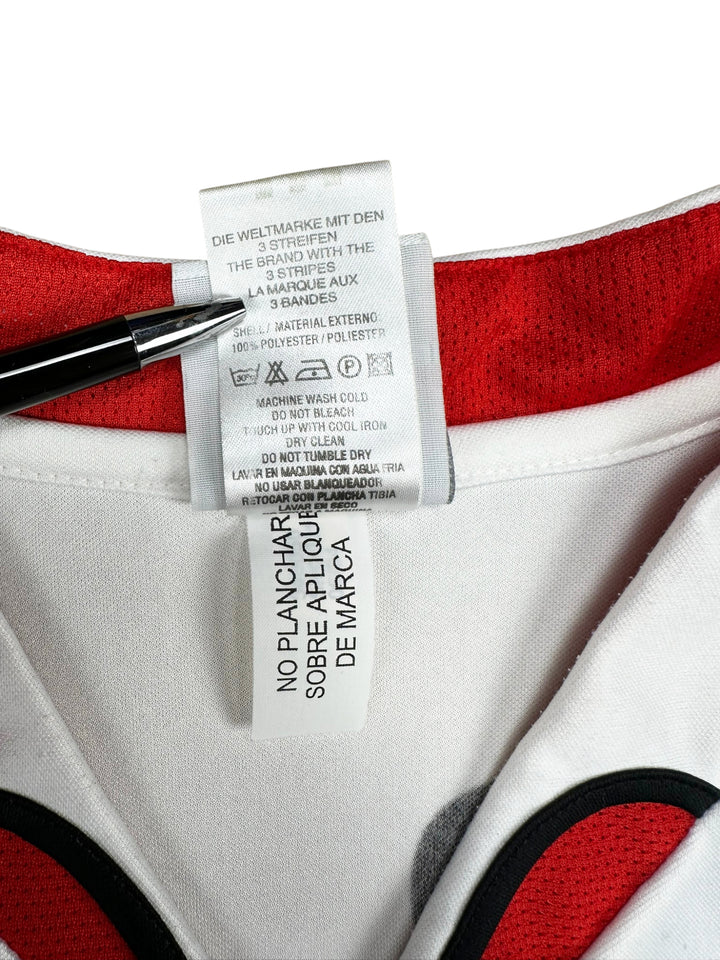 DIE WELTMARKE MIT DEN
3 STREIFEN
THE BRAND WITH THE
3 STRIPES
LA MARQUE AUX
3 BANDES
SHELL / MATERIAL EXTERNO
100% POLYESTER / POLIESTER
30°
P
MACHINE WASH COLD
DO NOT BLEACH
TOUCH UP WITH COOL IRON
DRY CLEAN
DO NOT TUMBLE DRY
LAVAR EN MAQUINA CON AGUA FRIA
NO USAR BLANQUEADOR
RETOCAR CON PLANCHA TIBIA
LAVAR EN SECO
NO PLANCHAR
SOBRE APLIQUE
DE MARCA